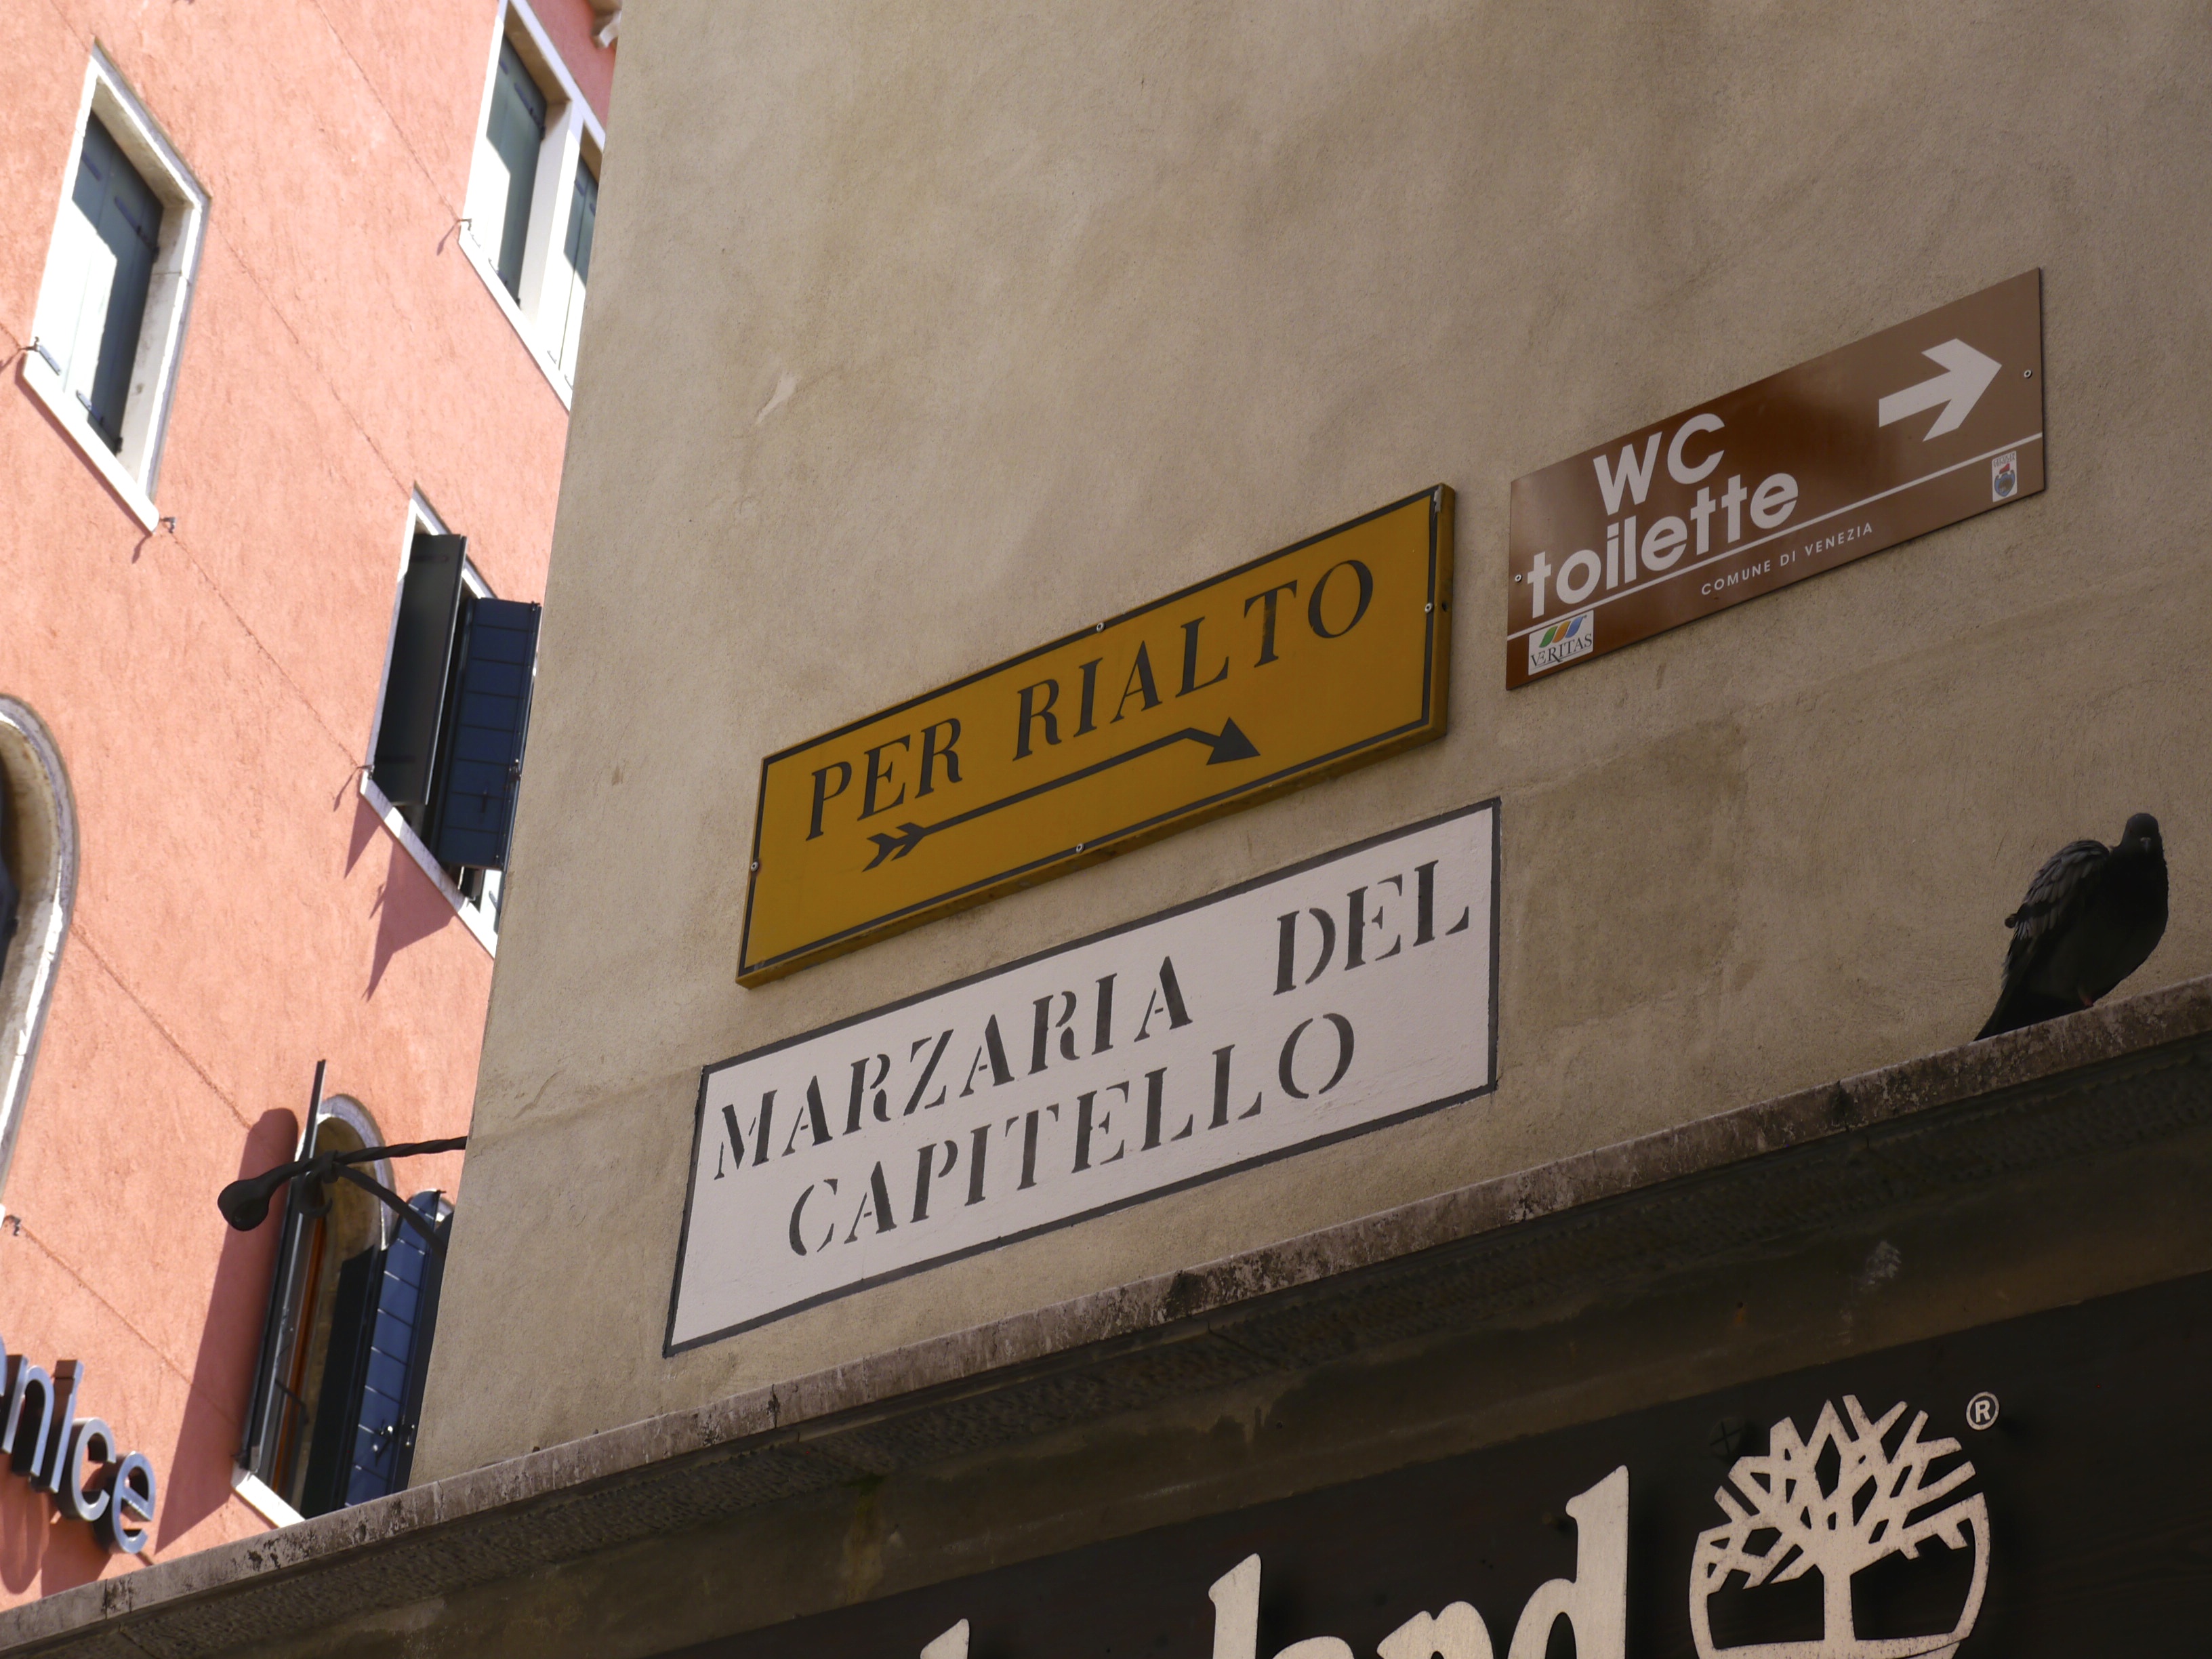 WC
toilette
COMUNE DI VENEZIA
VERITAS
PER RIALTO
MARZARIA DEL
CAPITELLO
nice
land
®